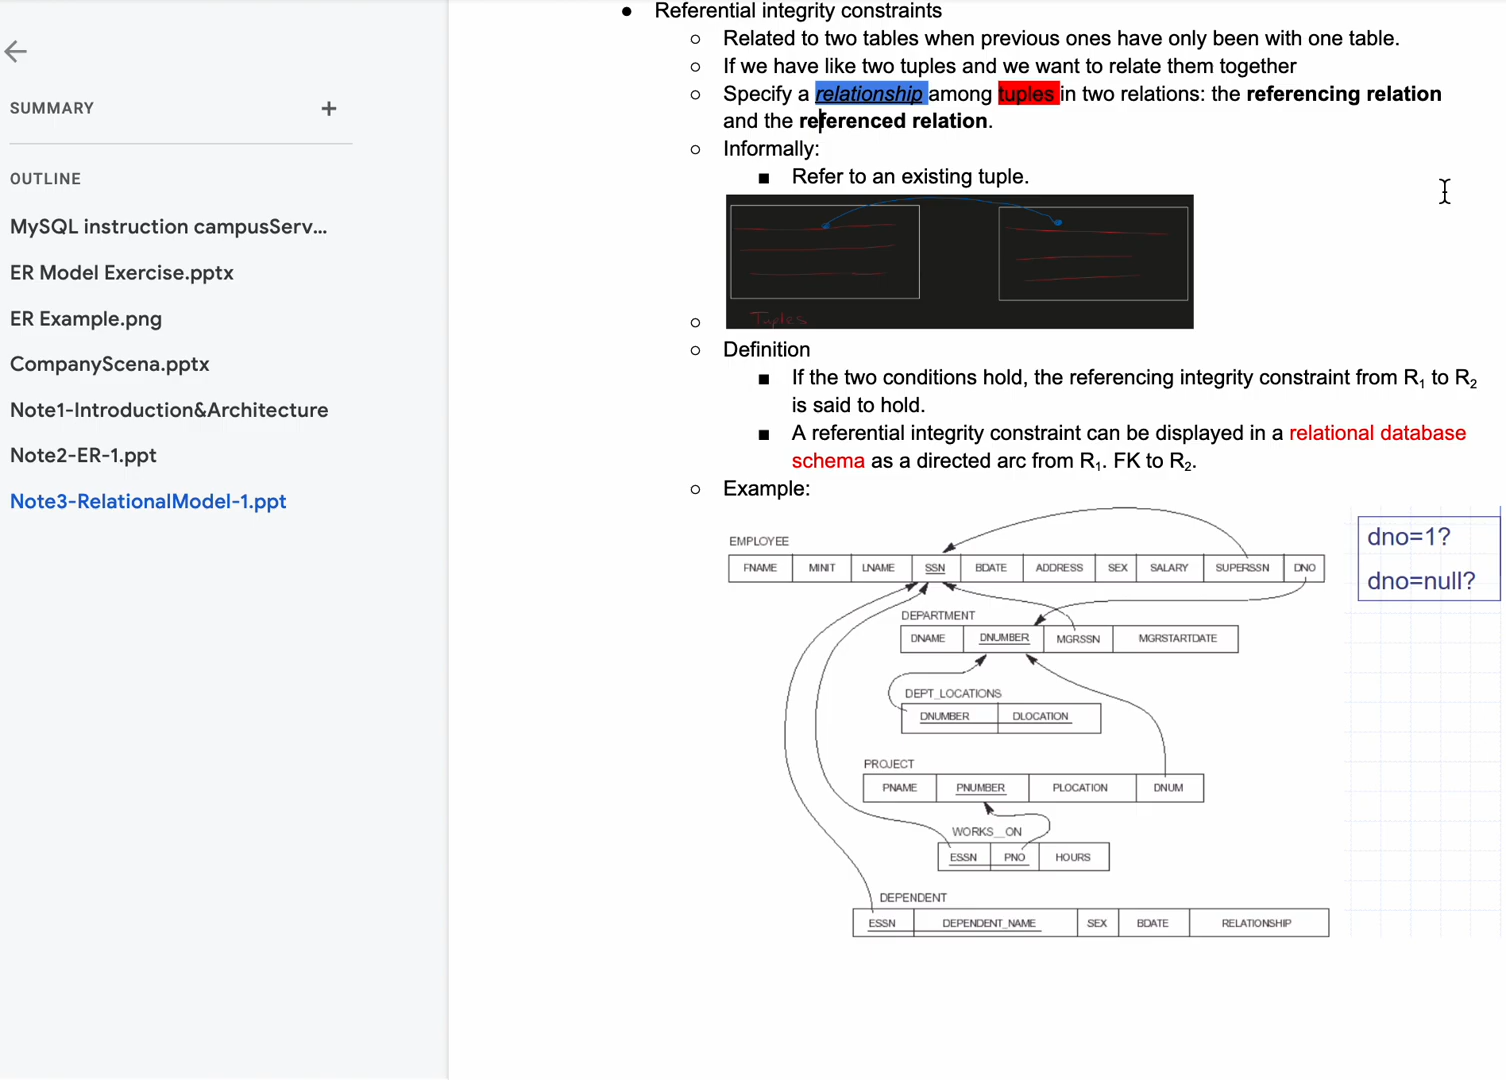 SUMMARY +
OUTLINE
MySQL instruction campusServ...
ER Model Exercise.pptx
ER Example.png
CompanyScena.pptx
Note1-Introduction&Architecture
Note2-ER-1.ppt
Note3-RelationalModel-1.ppt
● Referential integrity constraints
○ Related to two tables when previous ones have only been with one table.
○ If we have like two tuples and we want to relate them together
○ Specify a relationship among tuples in two relations: the referencing relation
and the referenced relation.
○ Informally:
■ Refer to an existing tuple.
Tuples
○
○ Definition
■ If the two conditions hold, the referencing integrity constraint from R₁ to R₂
is said to hold.
■ A referential integrity constraint can be displayed in a relational database
schema as a directed arc from R₁. FK to R₂.
○ Example:
EMPLOYEE
FNAME MINIT LNAME SSN BDATE ADDRESS SEX SALARY SUPERSSN DNO
DEPARTMENT
DNAME DNUMBER MGRSSN MGRSTARTDATE
DEPT_LOCATIONS
DNUMBER DLOCATION
PROJECT
PNAME PNUMBER PLOCATION DNUM
WORKS_ON
ESSN PNO HOURS
DEPENDENT
ESSN DEPENDENT_NAME SEX BDATE RELATIONSHIP
dno=1?
dno=null?